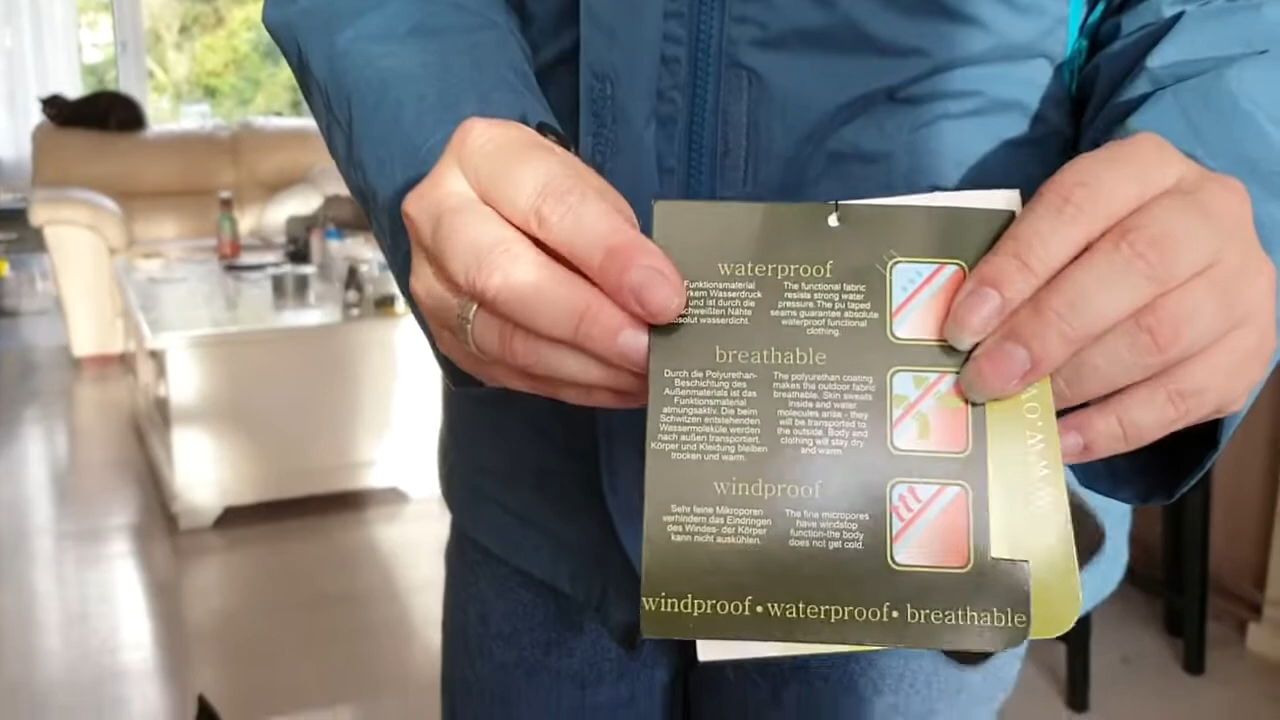 waterproof
Funktionsmaterial
Wasserdruck
und ist durch die
Nähte
wasserdicht.
The functional fabric
resists strong water
pressure.The pu taped
seams guarantee absolute
waterproof functional
clothing.
breathable
Durch die Polyurethan-
Beschichtung des
Außenmaterials ist das
Funktionsmaterial
atmungsaktiv. Die beim
Schwitzen entstehenden
Wassermoleküle werden
nach außen transportiert.
Körper und Kleidung bleiben
trocken und warm.
The polyurethan coating
makes the outdoor fabric
breathable. Skin sweats
inside and water
molecules arise - they
will be transported to
the outside. Body and
clothing will stay dry
and warm.
windproof
Sehr feine Mikroporen
verhindern das Eindringen
des Windes- der Körper
kann nicht auskühlen.
The fine micropores
have windstop
function-the body
does not get cold.
windproof • waterproof • breathable